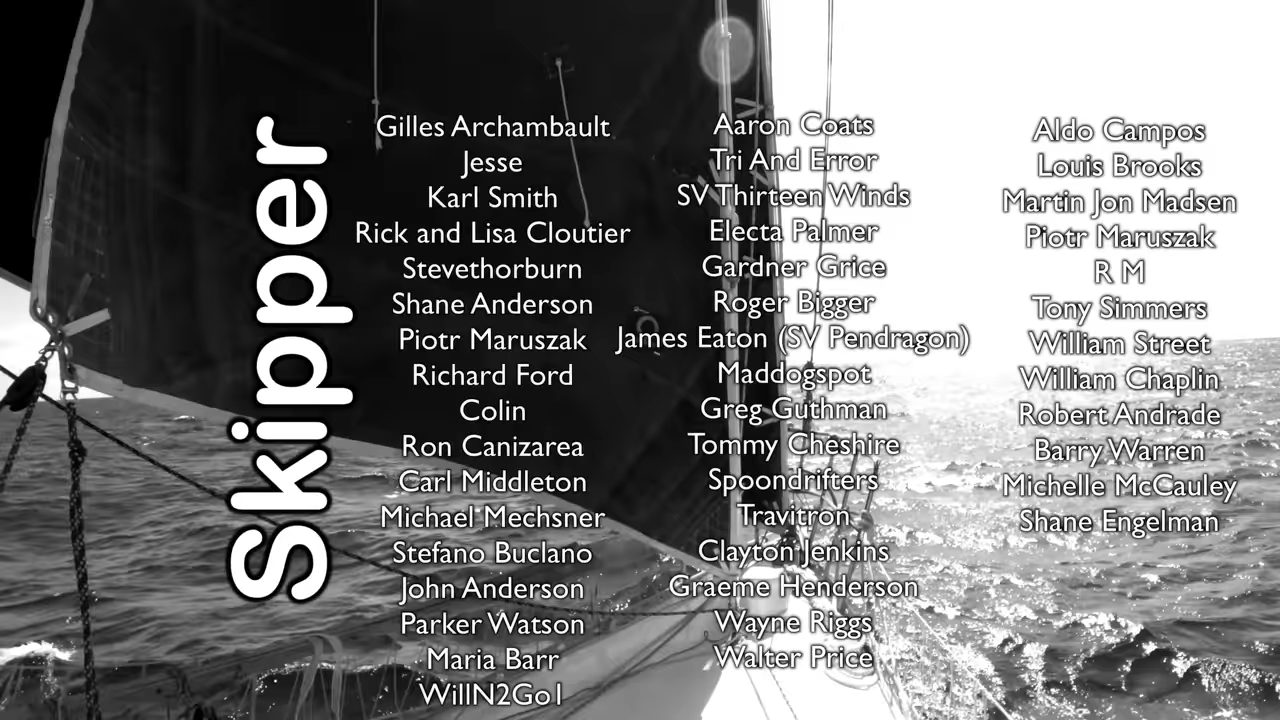 Skipper
Gilles Archambault
Jesse
Karl Smith
Rick and Lisa Cloutier
Stevethorburn
Shane Anderson
Piotr Maruszak
Richard Ford
Colin
Ron Canizarea
Carl Middleton
Michael Mechsner
Stefano Buclano
John Anderson
Parker Watson
Maria Barr
WillN2Go1
Aaron Coats
Tri And Error
SV Thirteen Winds
Electa Palmer
Gardner Grice
Roger Bigger
James Eaton (SV Pendragon)
Maddogspot
Greg Guthman
Tommy Cheshire
Spoondrifters
Travitron
Clayton Jenkins
Graeme Henderson
Wayne Riggs
Walter Price
Aldo Campos
Louis Brooks
Martin Jon Madsen
Piotr Maruszak
R M
Tony Simmers
William Street
William Chaplin
Robert Andrade
Barry Warren
Michelle McCauley
Shane Engelman